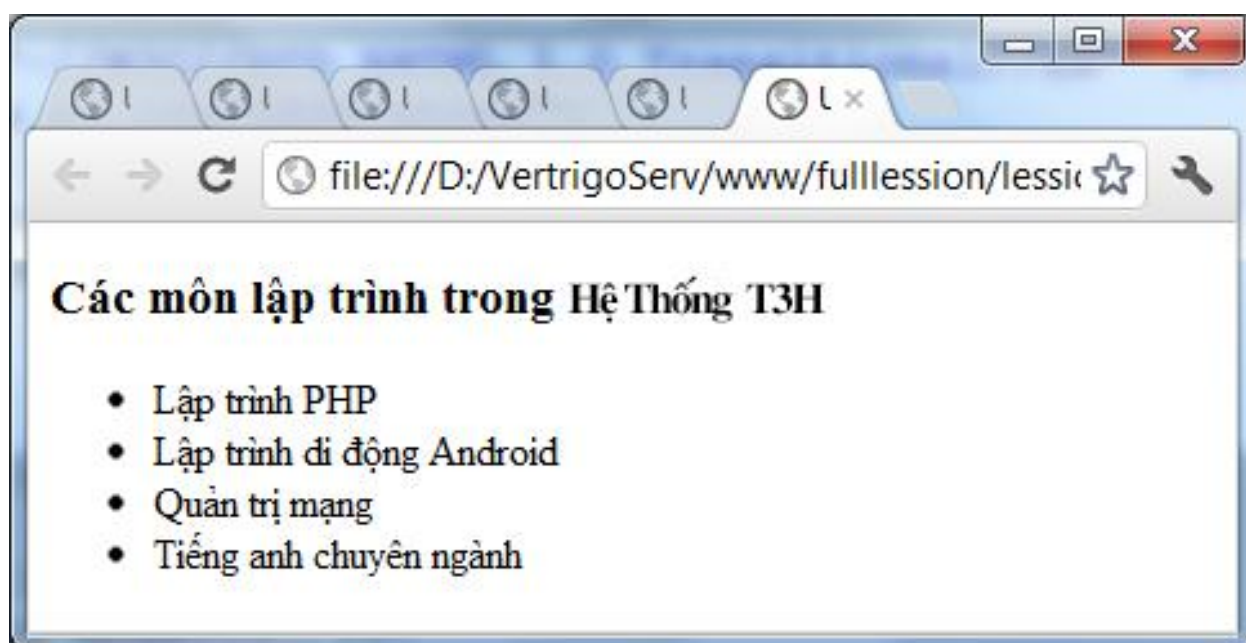 U U U U U U
file:///D:/VertrigoServ/www/fulllession/lessi
Các môn lập trình trong Hệ Thống T3H
Lập trình PHP
Lập trình di động Android
Quản trị mạng
Tiếng anh chuyên ngành